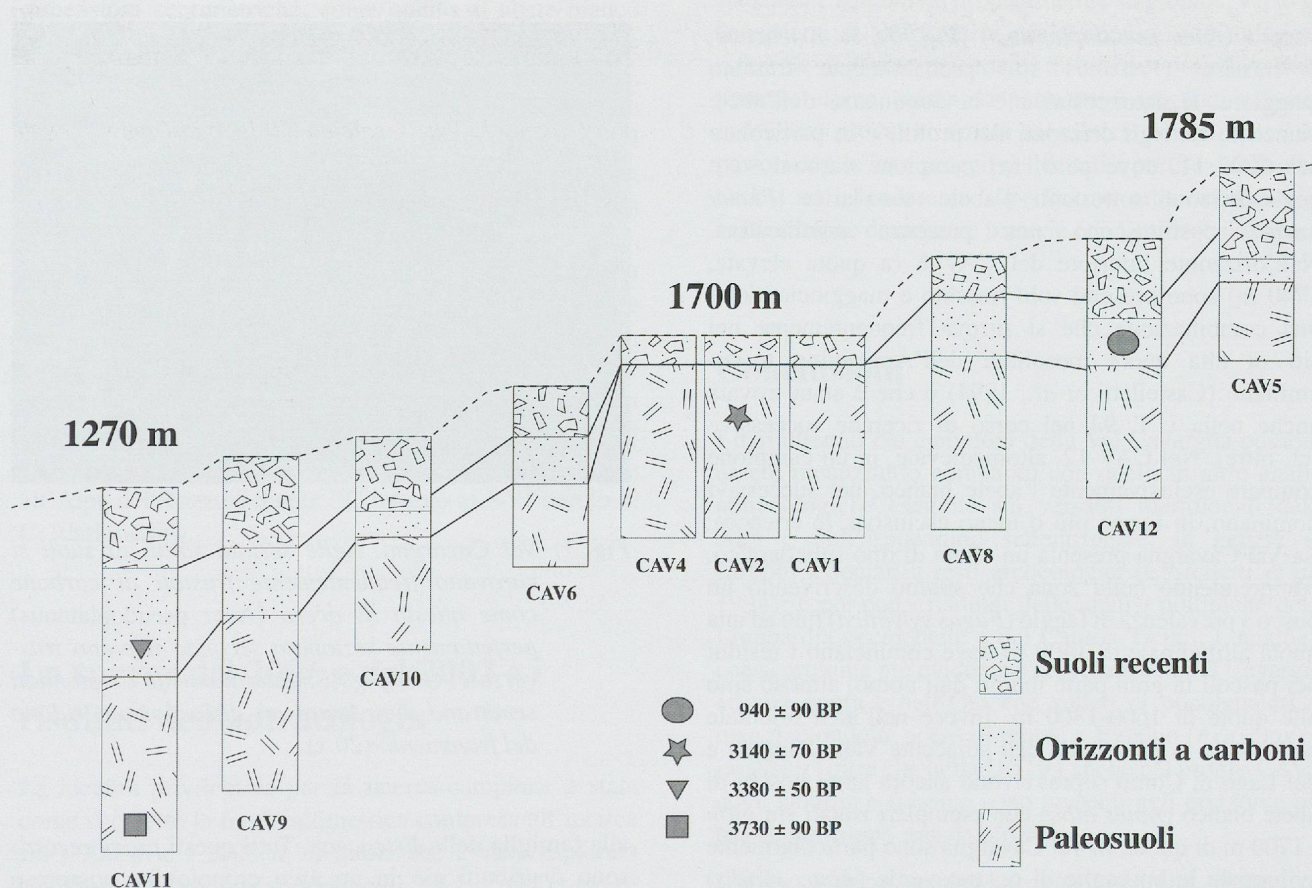 1785 m
1700 m
1270 m
CAV5
CAV12
CAV8
CAV4
CAV2
CAV1
CAV6
CAV10
CAV9
CAV11
940 ± 90 BP
3140 ± 70 BP
3380 ± 50 BP
3730 ± 90 BP
Suoli recenti
Orizzonti a carboni
Paleosuoli